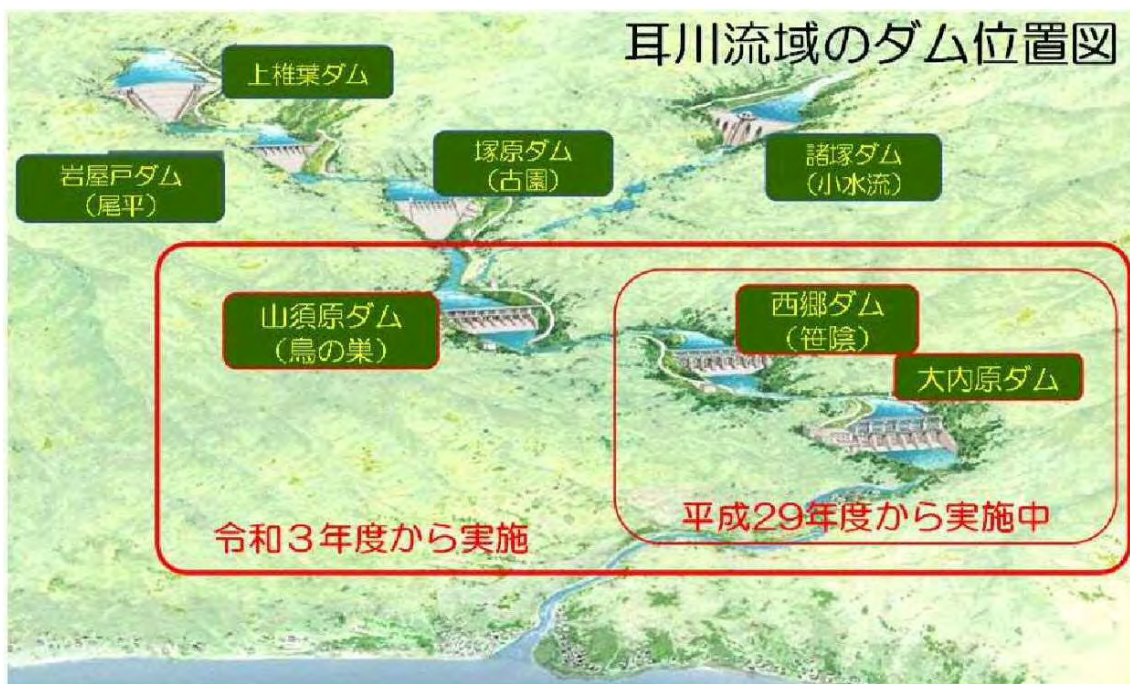 耳川流域のダム位置図
上椎葉ダム
岩屋戸ダム
(尾平)
塚原ダム
(古園)
諸塚ダム
(小水流)
山須原ダム
(鳥の巣)
西郷ダム
(笹陰)
大内原ダム
令和3年度から実施
平成29年度から実施中